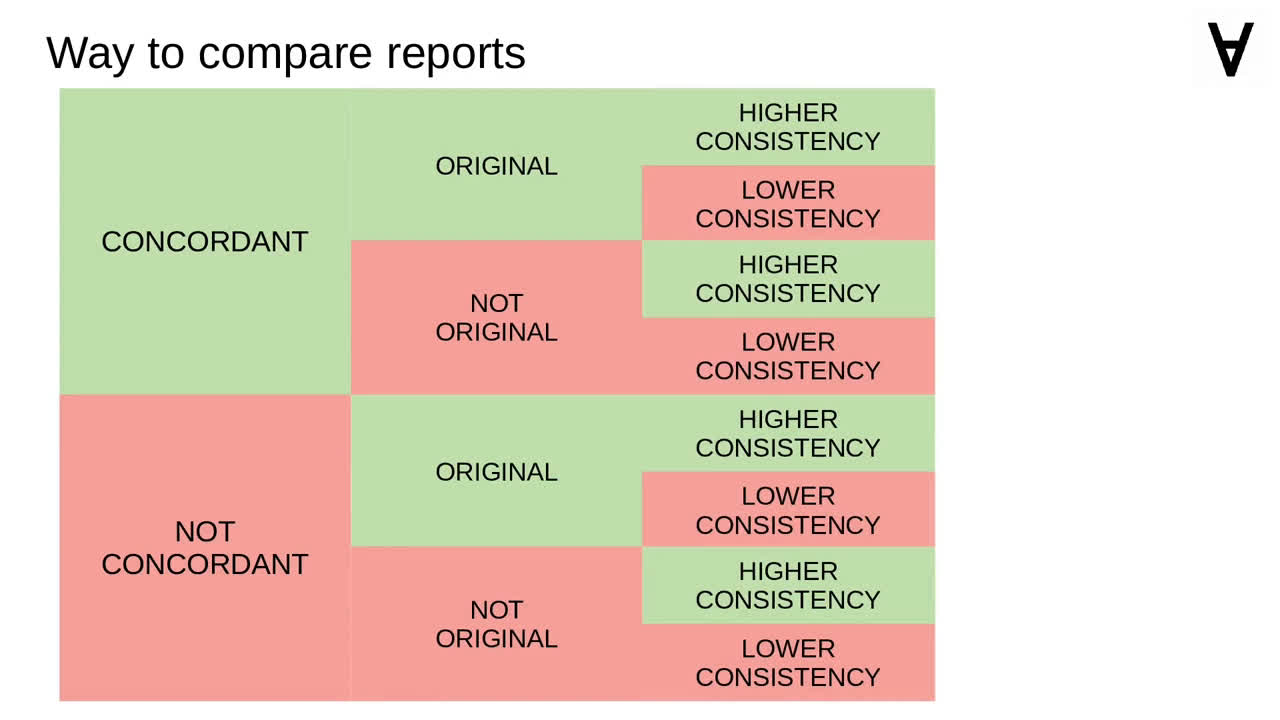 Way to compare reports
CONCORDANT
ORIGINAL
HIGHER
CONSISTENCY
LOWER
CONSISTENCY
NOT
ORIGINAL
HIGHER
CONSISTENCY
LOWER
CONSISTENCY
NOT
CONCORDANT
ORIGINAL
HIGHER
CONSISTENCY
LOWER
CONSISTENCY
NOT
ORIGINAL
HIGHER
CONSISTENCY
LOWER
CONSISTENCY